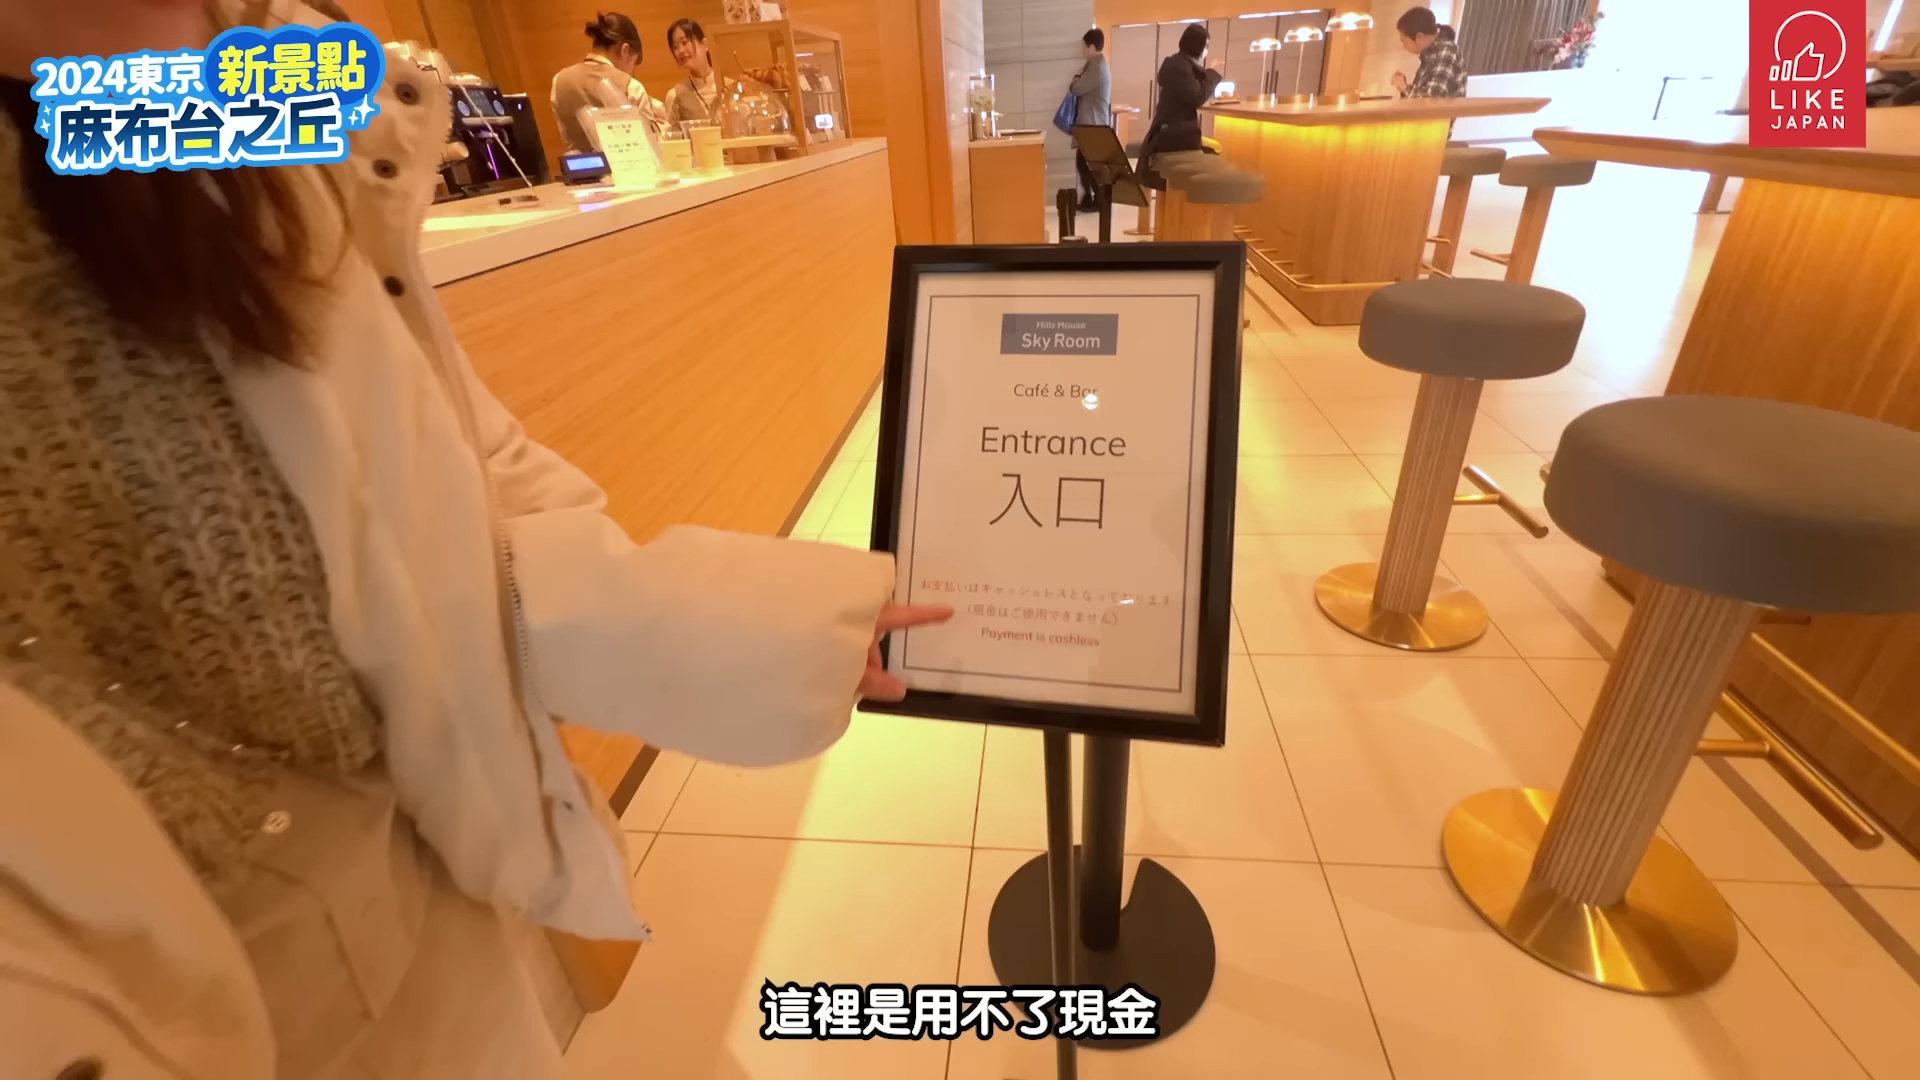 2024東京 新景點
麻布台之丘
LIKE
JAPAN
Hills House
Sky Room
Café & Bar
Entrance
入口
お支払いはキャッシュレスとなっております
(現金はご使用できません)
Payment is cashless
這裡是用不了現金